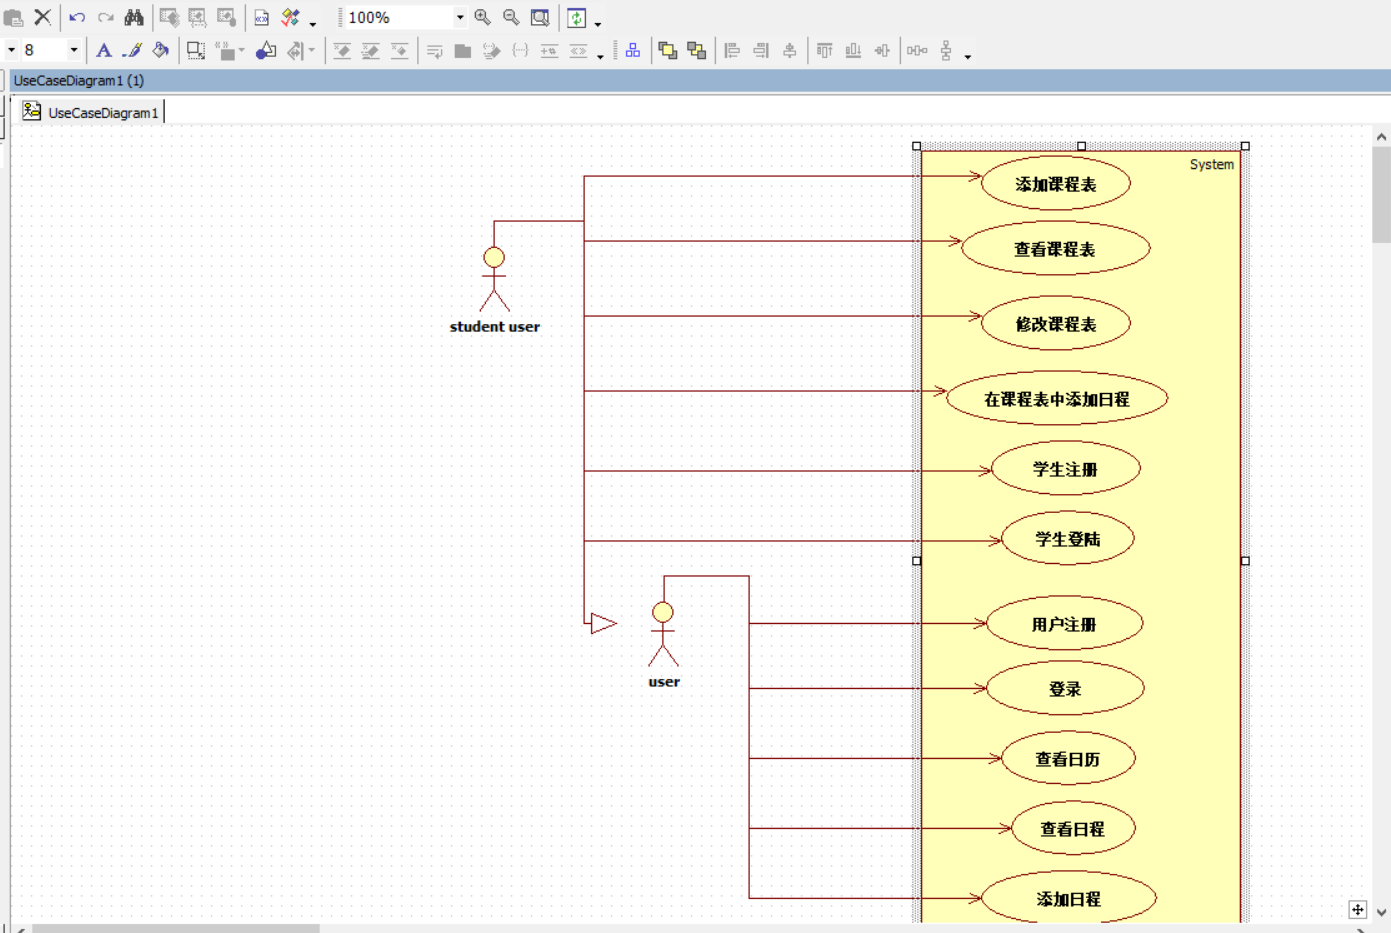 100%
8
UseCaseDiagram1 (1)
UseCaseDiagram1
System
添加课程表
查看课程表
student user
修改课程表
在课程表中添加日程
学生注册
学生登陆
用户注册
user
登录
查看日历
查看日程
添加日程